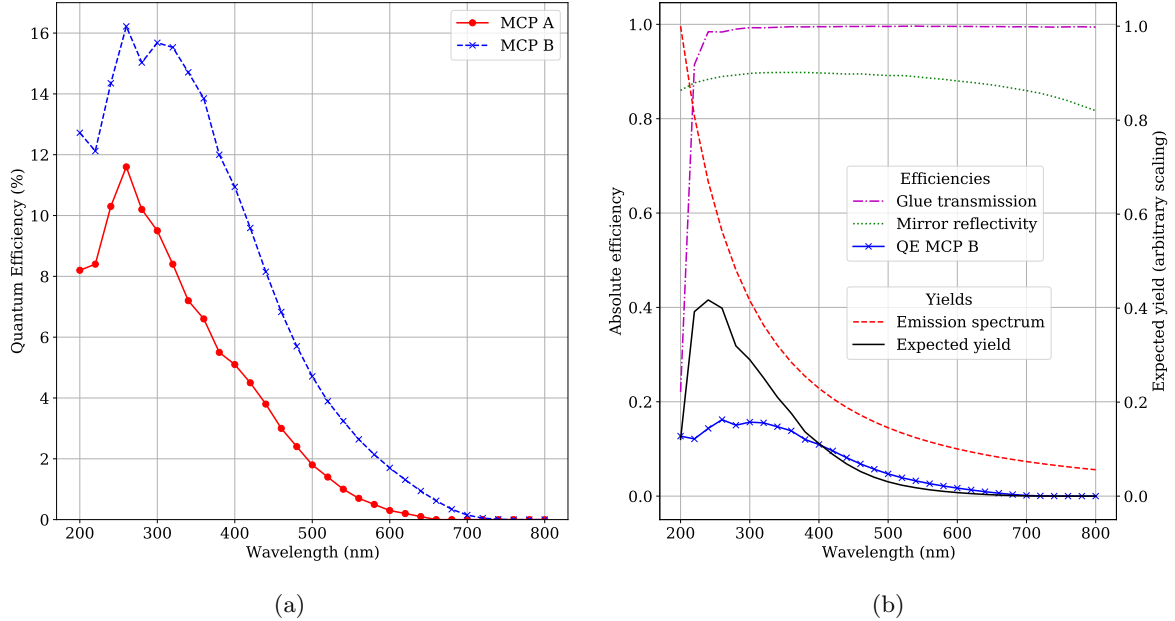 MCP A
MCP B
16
14
12
10
8
6
4
2
0
Quantum Efficiency (%)
200
300
400
500
600
700
800
Wavelength (nm)
(a)
1.0
0.8
0.6
0.4
0.2
0.0
Absolute efficiency
Efficiencies
Glue transmission
Mirror reflectivity
QE MCP B
Yields
Emission spectrum
Expected yield
1.0
0.8
0.6
0.4
0.2
0.0
Expected yield (arbitrary scaling)
200
300
400
500
600
700
800
Wavelength (nm)
(b)